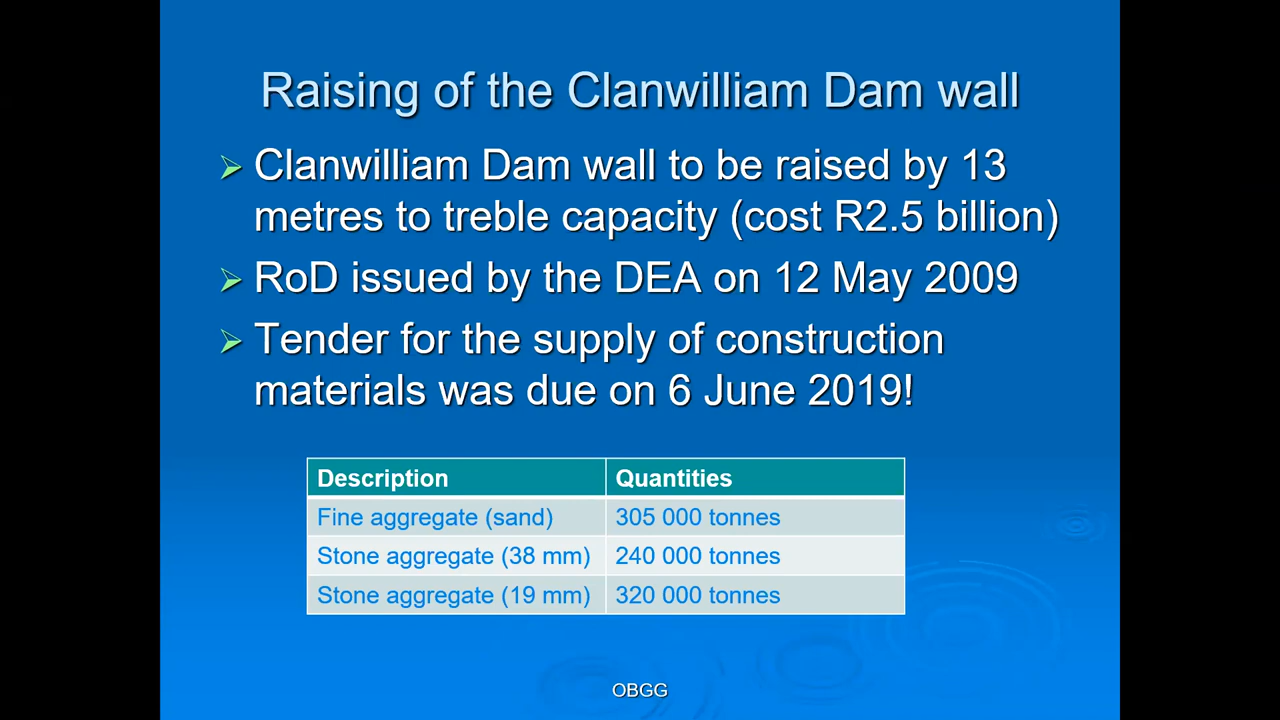 Raising of the Clanwilliam Dam wall
Clanwilliam Dam wall to be raised by 13
metres to treble capacity (cost R2.5 billion)
RoD issued by the DEA on 12 May 2009
Tender for the supply of construction
materials was due on 6 June 2019!
Description Quantities
Fine aggregate (sand) 305 000 tonnes
Stone aggregate (38 mm) 240 000 tonnes
Stone aggregate (19 mm) 320 000 tonnes
OBGG